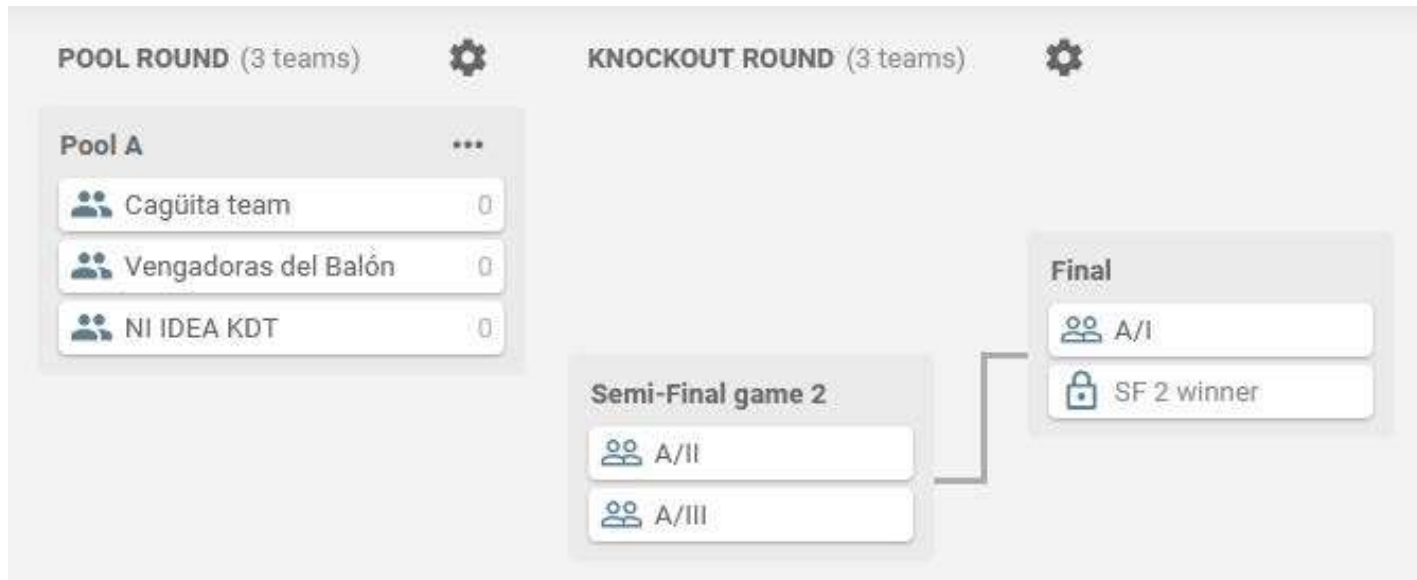 POOL ROUND (3 teams)
Pool A
Cagüita team 0
Vengadoras del Balón 0
NI IDEA KDT 0
KNOCKOUT ROUND (3 teams)
Semi-Final game 2
A/II
A/III
Final
A/I
SF 2 winner